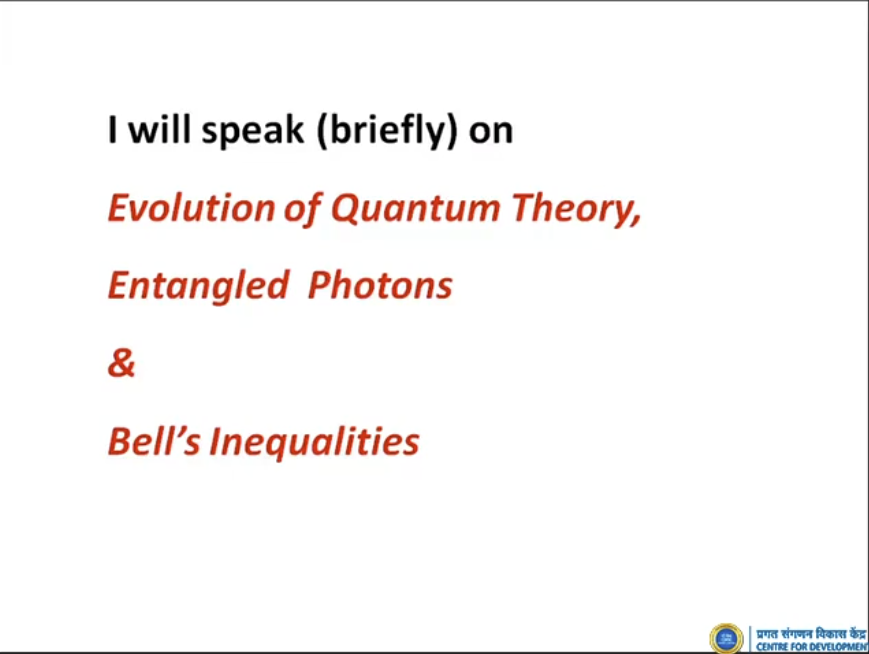 I will speak (briefly) on
Evolution of Quantum Theory,
Entangled Photons
&
Bell's Inequalities
प्रगत संगणन विकास केंद्र
CENTRE FOR DEVELOPMENT